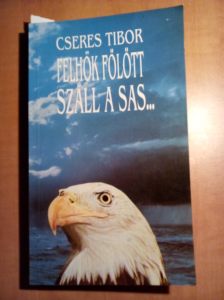 CSERES TIBOR
FELHŐK FÖLÖTT
SZÁLL A SAS...